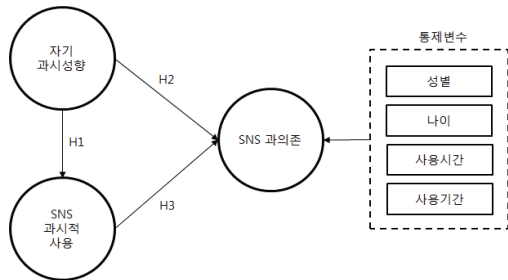 자기
과시성향
H2
H1
SNS
과시적
사용
H3
SNS 과의존
통제변수
성별
나이
사용시간
사용기간